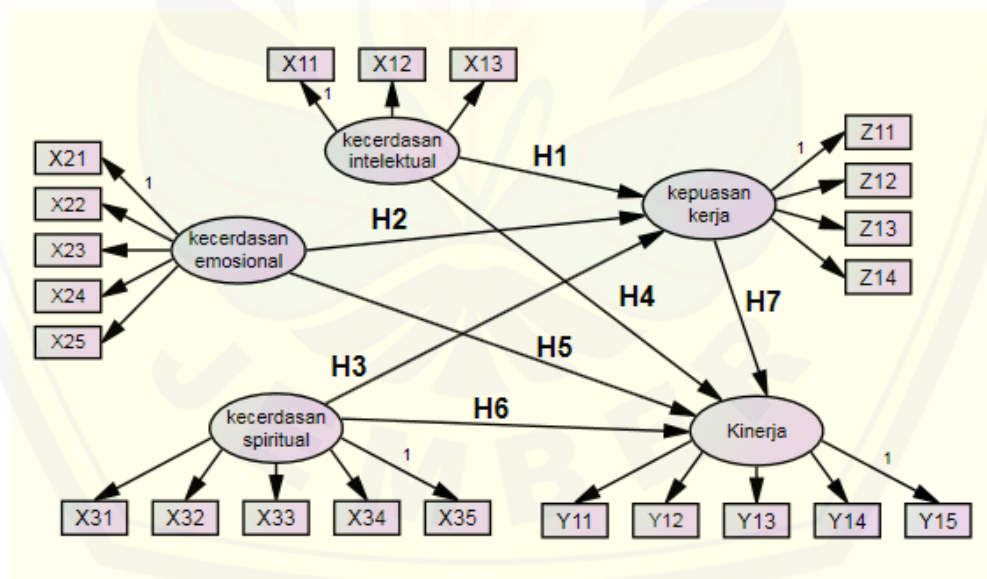 X11
X12
X13
1
kecerdasan
intelektual
X21
X22
X23
X24
X25
1
kecerdasan
emosional
H1
H2
kepuasan
kerja
1
Z11
Z12
Z13
Z14
H4
H7
H5
H3
H6
kecerdasan
spiritual
1
X31
X32
X33
X34
X35
Kinerja
1
Y11
Y12
Y13
Y14
Y15
JEMBER